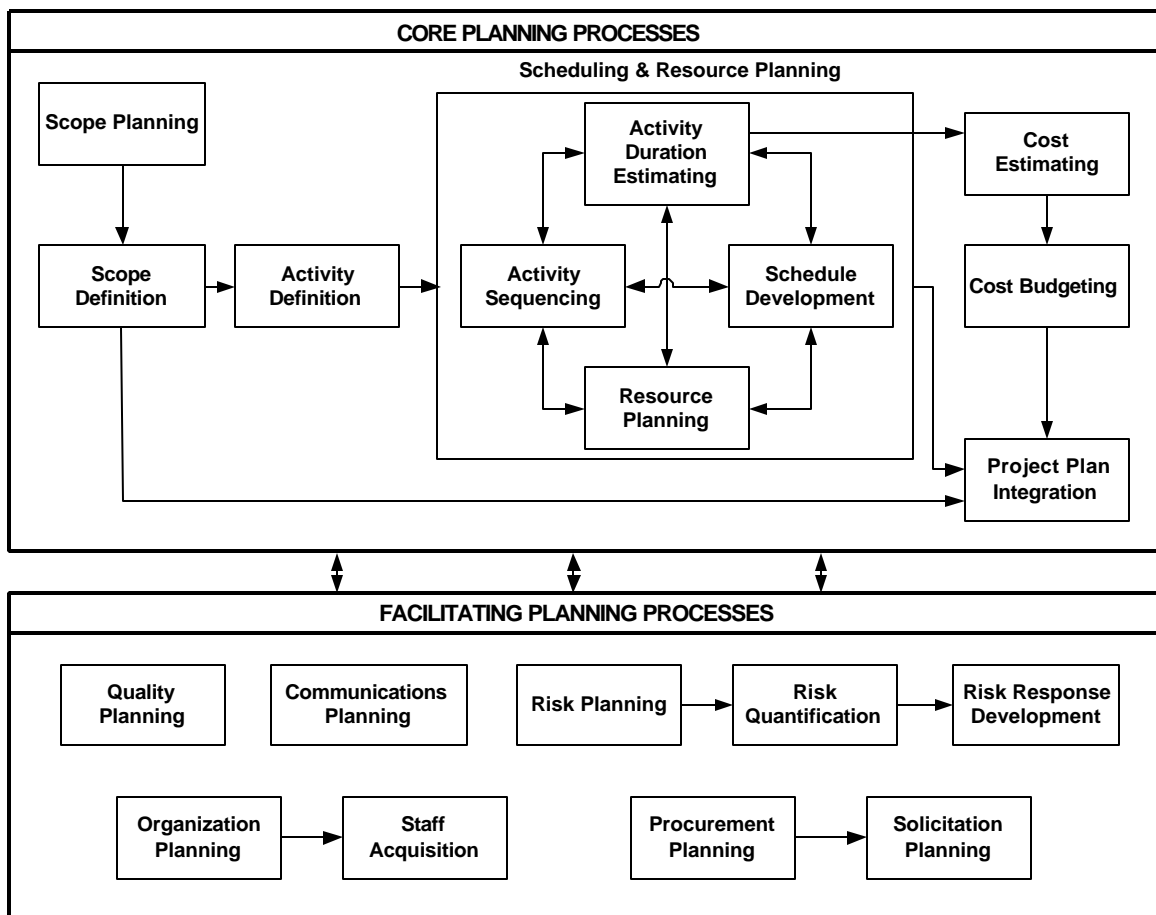 CORE PLANNING PROCESSES
Scheduling & Resource Planning
Scope Planning
Activity
Duration
Estimating
Cost
Estimating
Scope
Definition
Activity
Definition
Activity
Sequencing
Schedule
Development
Cost Budgeting
Resource
Planning
Project Plan
Integration
FACILITATING PLANNING PROCESSES
Quality
Planning
Communications
Planning
Risk Planning
Risk
Quantification
Risk Response
Development
Organization
Planning
Staff
Acquisition
Procurement
Planning
Solicitation
Planning